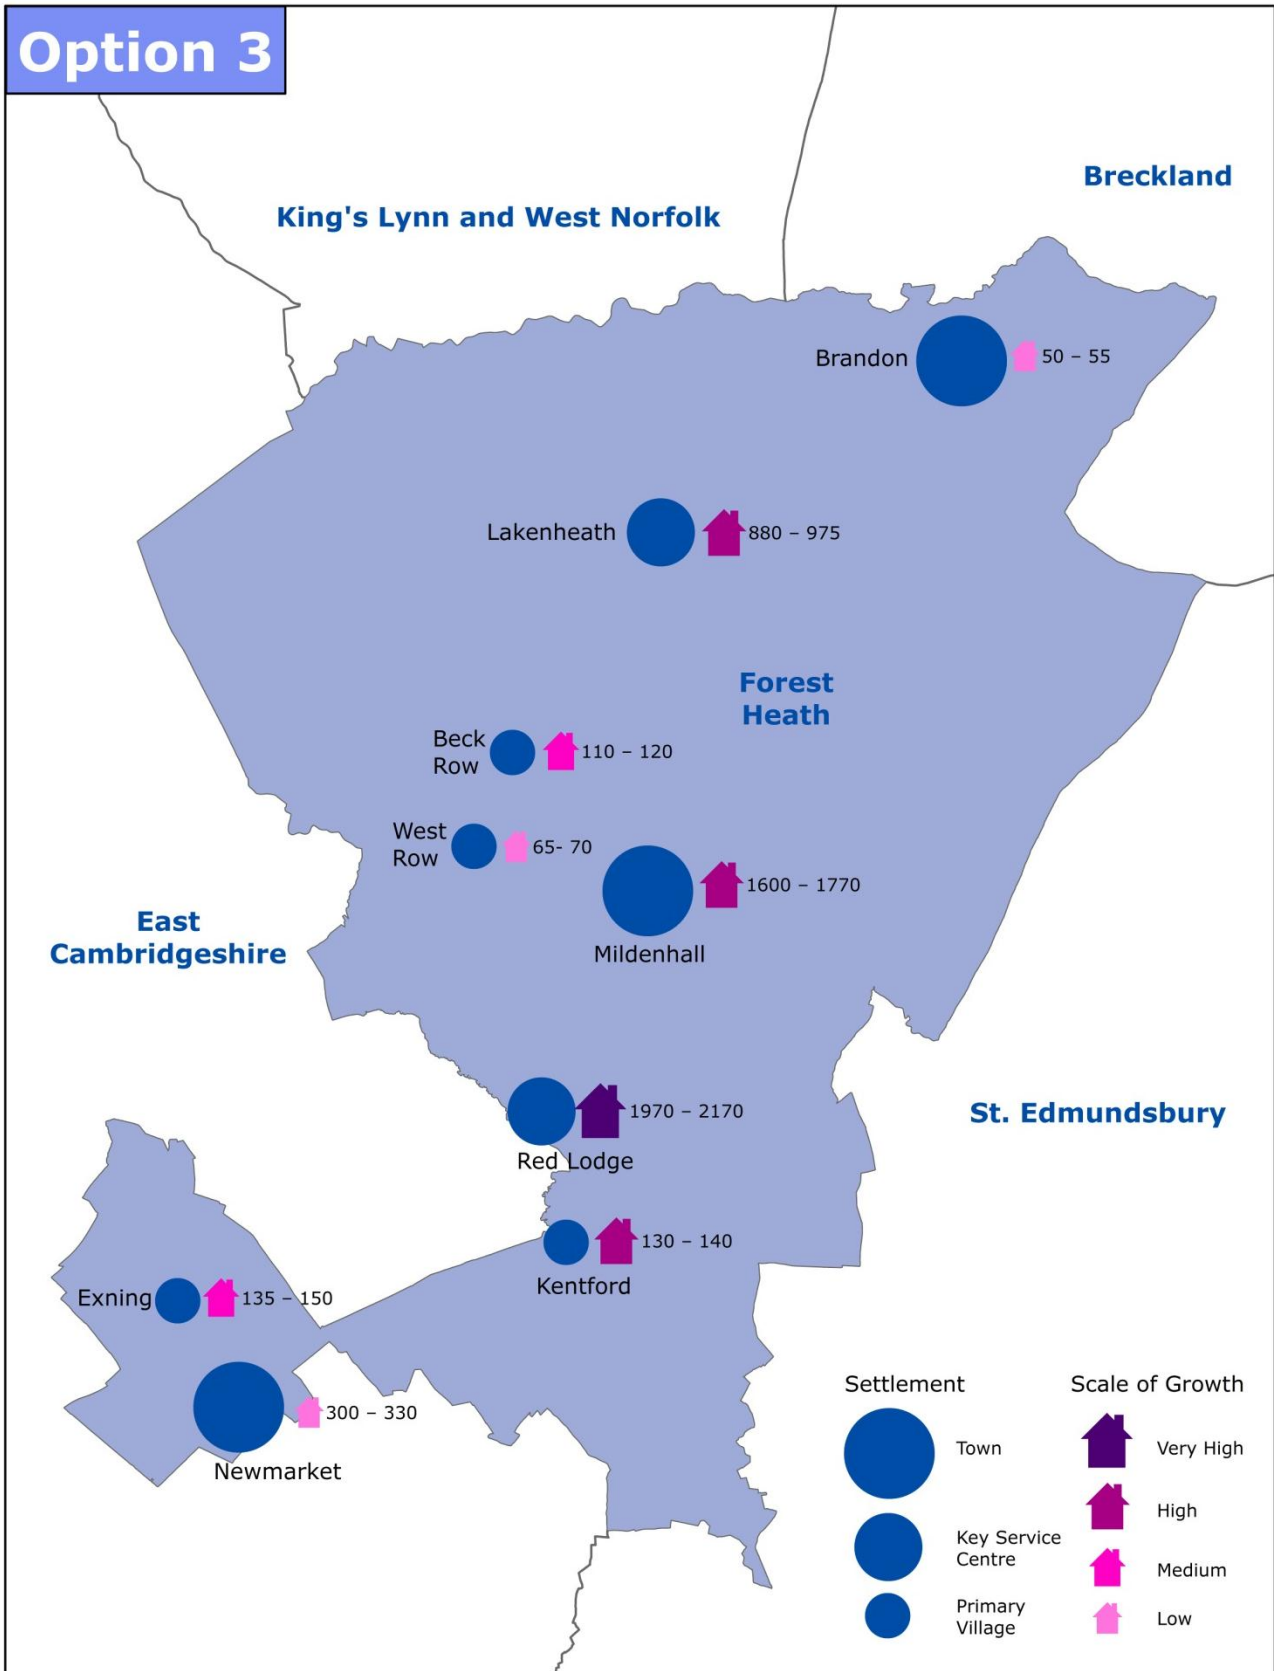 Option 3
Breckland
King's Lynn and West Norfolk
Brandon
50 – 55
Lakenheath
880 – 975
Forest
Heath
Beck
Row
110 – 120
West
Row
65- 70
1600 – 1770
Mildenhall
East
Cambridgeshire
1970 – 2170
Red Lodge
St. Edmundsbury
130 – 140
Kentford
Exning
135 – 150
300 – 330
Newmarket
Settlement
Town
Key Service
Centre
Primary
Village
Scale of Growth
Very High
High
Medium
Low